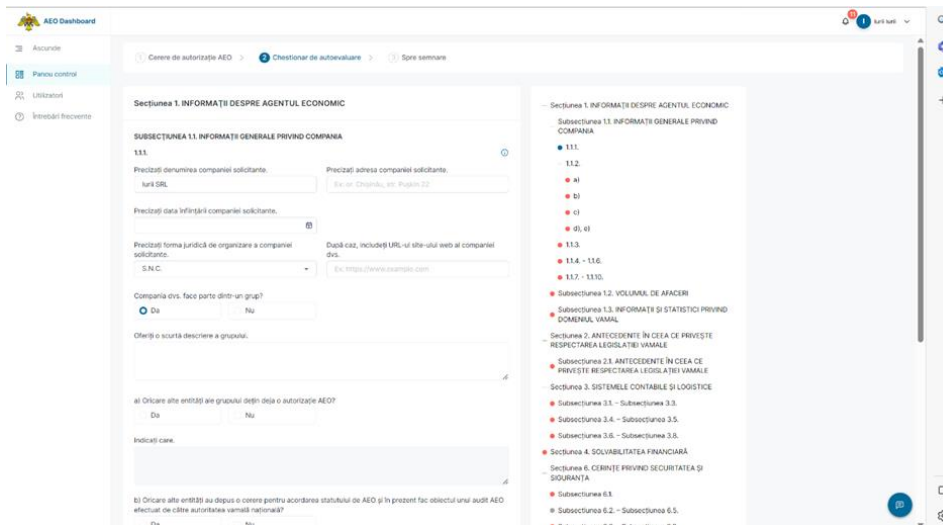 AEO Dashboard
11
I
Iurii Iurii
Ascunde
Panou control
Utilizatori
Întrebări frecvente
1 Cerere de autorizație AEO
2 Chestionar de autoevaluare
3 Spre semnare
Secțiunea 1. INFORMAȚII DESPRE AGENTUL ECONOMIC
SUBSECȚIUNEA 1.1. INFORMAȚII GENERALE PRIVIND COMPANIA
1.1.1.
Precizați denumirea companiei solicitante.
Iurii SRL
Precizați adresa companiei solicitante.
Ex: or. Chișinău, str. Pușkin 22
Precizați data înființării companiei solicitante.
Precizați forma juridică de organizare a companiei
solicitante.
S.N.C.
După caz, includeți URL-ul site-ului web al companiei
dvs.
Ex: https://www.example.com
Compania dvs. face parte dintr-un grup?
Da
Nu
Oferiți o scurtă descriere a grupului.
a) Oricare alte entități ale grupului dețin deja o autorizație AEO?
Da
Nu
Indicați care.
b) Oricare alte entități au depus o cerere pentru acordarea statutului de AEO și în prezent fac obiectul unui audit AEO
efectuat de către autoritatea vamală națională?
Da
Nu
Secțiunea 1. INFORMAȚII DESPRE AGENTUL ECONOMIC
Subsecțiunea 1.1. INFORMAȚII GENERALE PRIVIND
COMPANIA
1.1.1.
1.1.2.
a)
b)
c)
d), e)
1.1.3.
1.1.4. - 1.1.6.
1.1.7. - 1.1.10.
Subsecțiunea 1.2. VOLUMUL DE AFACERI
Subsecțiunea 1.3. INFORMAȚII ȘI STATISTICI PRIVIND
DOMENIUL VAMAL
Secțiunea 2. ANTECEDENTE ÎN CEEA CE PRIVEȘTE
RESPECTAREA LEGISLAȚIEI VAMALE
Subsecțiunea 2.1. ANTECEDENTE ÎN CEEA CE
PRIVEȘTE RESPECTAREA LEGISLAȚIEI VAMALE
Secțiunea 3. SISTEMELE CONTABILE ȘI LOGISTICE
Subsecțiunea 3.1. - Subsecțiunea 3.3.
Subsecțiunea 3.4. - Subsecțiunea 3.5.
Subsecțiunea 3.6. - Subsecțiunea 3.8.
Secțiunea 4. SOLVABILITATEA FINANCIARĂ
Secțiunea 6. CERINȚE PRIVIND SECURITATEA ȘI
SIGURANȚA
Subsecțiunea 6.1.
Subsecțiunea 6.2. - Subsecțiunea 6.5.